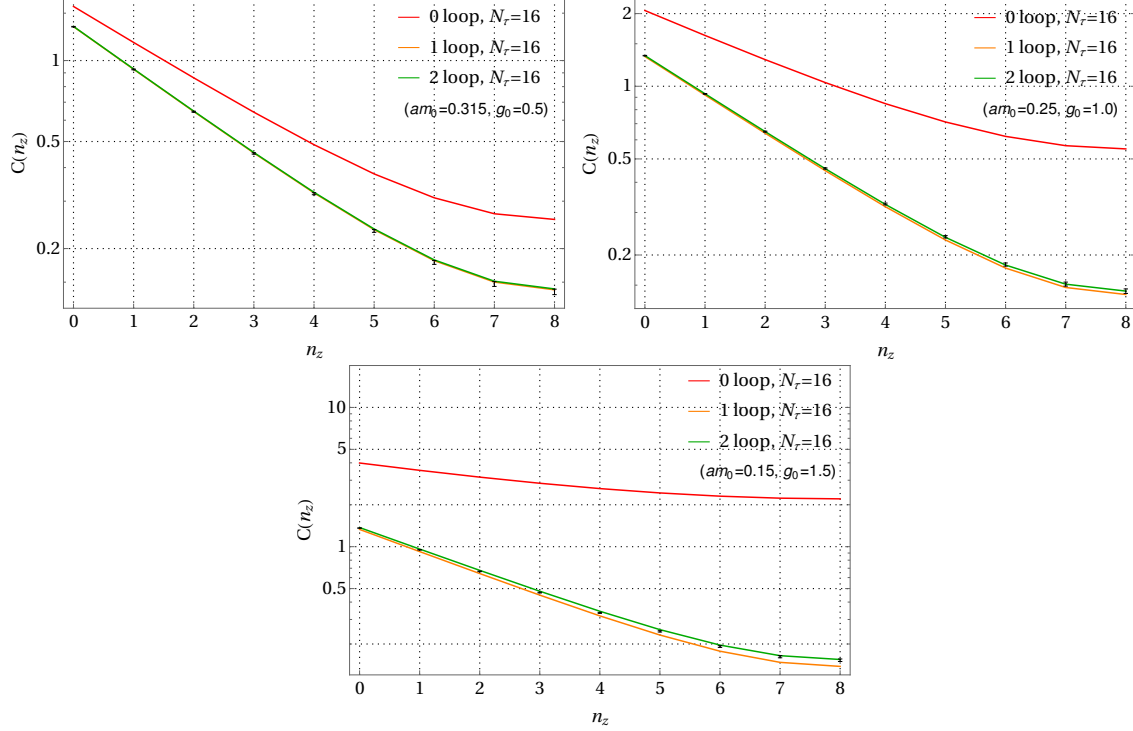 0 loop, Nτ=16
1 loop, Nτ=16
2 loop, Nτ=16
(am0=0.315, g0=0.5)
C(nz)
1
0.5
0.2
0 1 2 3 4 5 6 7 8
nz
0 loop, Nτ=16
1 loop, Nτ=16
2 loop, Nτ=16
(am0=0.25, g0=1.0)
C(nz)
2
1
0.5
0.2
0 1 2 3 4 5 6 7 8
nz
0 loop, Nτ=16
1 loop, Nτ=16
2 loop, Nτ=16
(am0=0.15, g0=1.5)
C(nz)
10
5
1
0.5
0 1 2 3 4 5 6 7 8
nz